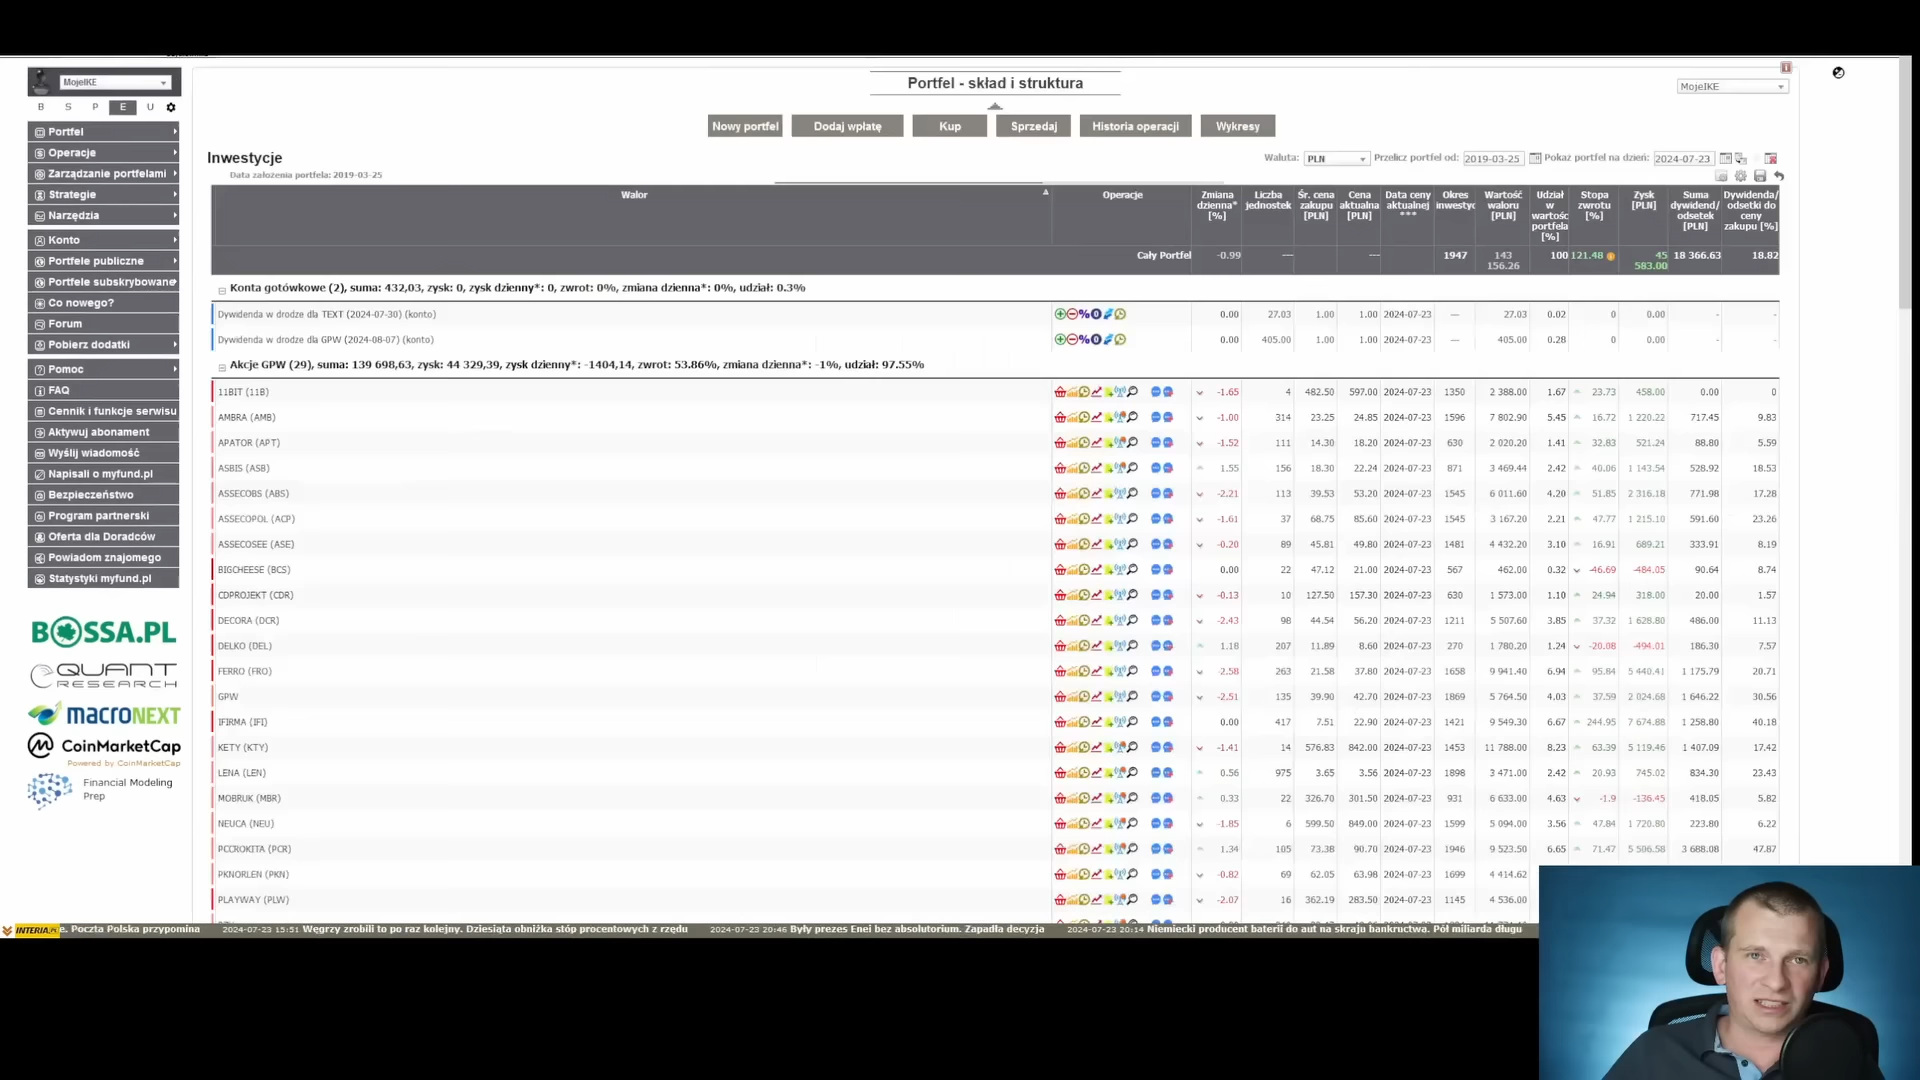 MojeIKE
B S P E U
Portfel
Operacje
Zarządzanie portfelami
Strategie
Narzędzia
Konto
Portfele publiczne
Portfele subskrybowane
Co nowego?
Forum
Pobierz dodatki
Pomoc
FAQ
Cennik i funkcje serwisu
Aktywuj abonament
Wyślij wiadomość
Napisali o myfund.pl
Bezpieczeństwo
Program partnerski
Oferta dla Doradców
Powiadom znajomego
Statystyki myfund.pl
BOSSA.PL
QUANT
RESEARCH
MACRONEXT
CoinMarketCap
Powered by CoinMarketCap
Financial Modeling
Prep
Portfel - skład i struktura
MojeIKE
Nowy portfel Dodaj wpłatę Kup Sprzedaj Historia operacji Wykresy
Inwestycje
Data założenia portfela: 2019-03-25
Waluta: PLN Przelicz portfel od: 2019-03-25 Pokaż portfel na dzień: 2024-07-23
Walor Operacje Zmiana dzienna* [%] Liczba jednostek Śr. cena zakupu [PLN] Cena aktualna [PLN] Data ceny aktualnej *** Okres inwestyc Wartość waloru [PLN] Udział w wartośc portfela [%] Stopa zwrotu [%] Zysk [PLN] Suma dywidend/ odsetek [PLN] Dywidenda/ odsetki do ceny zakupu [%]
Cały Portfel -0.99 --- --- 1947 143 156.26 100 121.48 45 583.00 18 366.63 18.82
Konta gotówkowe (2), suma: 432,03, zysk: 0, zysk dzienny*: 0, zwrot: 0%, zmiana dzienna*: 0%, udział: 0.3%
Dywidenda w drodze dla TEXT (2024-07-30) (konto) 0.00 27.03 1.00 1.00 2024-07-23 --- 27.03 0.02 0 0.00 - -
Dywidenda w drodze dla GPW (2024-08-07) (konto) 0.00 405.00 1.00 1.00 2024-07-23 --- 405.00 0.28 0 0.00 - -
Akcje GPW (29), suma: 139 698,63, zysk: 44 329,39, zysk dzienny*: -1404,14, zwrot: 53.86%, zmiana dzienna*: -1%, udział: 97.55%
11BIT (11B) -1.65 4 482.50 597.00 2024-07-23 1350 2 388.00 1.67 23.73 458.00 0.00 0
AMBRA (AMB) -1.00 314 23.25 24.85 2024-07-23 1596 7 802.90 5.45 16.72 1 220.22 717.45 9.83
APATOR (APT) -1.52 111 14.30 18.20 2024-07-23 630 2 020.20 1.41 32.83 521.24 88.80 5.59
ASBIS (ASB) 1.55 156 18.30 22.24 2024-07-23 871 3 469.44 2.42 40.06 1 143.54 528.92 18.53
ASSECOBS (ABS) -2.21 113 39.53 53.20 2024-07-23 1545 6 011.60 4.20 51.85 2 316.18 771.98 17.28
ASSECOPOL (ACP) -1.61 37 68.75 85.60 2024-07-23 1545 3 167.20 2.21 47.77 1 215.10 591.60 23.26
ASSECOSEE (ASE) -0.20 89 45.81 49.80 2024-07-23 1481 4 432.20 3.10 16.91 689.21 333.91 8.19
BIGCHEESE (BCS) 0.00 22 47.12 21.00 2024-07-23 567 462.00 0.32 -46.69 -484.05 90.64 8.74
CDPROJEKT (CDR) -0.13 10 127.50 157.30 2024-07-23 630 1 573.00 1.10 24.94 318.00 20.00 1.57
DECORA (DCR) -2.43 98 44.54 56.20 2024-07-23 1211 5 507.60 3.85 37.32 1 628.80 486.00 11.13
DELKO (DEL) 1.18 207 11.89 8.60 2024-07-23 270 1 780.20 1.24 -20.08 -494.01 186.30 7.57
FERRO (FRO) -2.58 263 21.58 37.80 2024-07-23 1658 9 941.40 6.94 95.84 5 440.41 1 175.79 20.71
GPW -2.51 135 39.90 42.70 2024-07-23 1869 5 764.50 4.03 37.59 2 024.68 1 646.22 30.56
IFIRMA (IFI) 0.00 417 7.51 22.90 2024-07-23 1421 9 549.30 6.67 244.95 7 674.88 1 258.80 40.18
KETY (KTY) -1.41 14 576.83 842.00 2024-07-23 1453 11 788.00 8.23 63.39 5 119.46 1 407.09 17.42
LENA (LEN) 0.56 975 3.65 3.56 2024-07-23 1898 3 471.00 2.42 20.93 745.02 834.30 23.43
MOBRUK (MBR) 0.33 22 326.70 301.50 2024-07-23 931 6 633.00 4.63 -1.9 -136.45 418.05 5.82
NEUCA (NEU) -1.85 6 599.50 849.00 2024-07-23 1599 5 094.00 3.56 47.84 1 720.80 223.80 6.22
PCCROKITA (PCR) 1.34 105 73.38 90.70 2024-07-23 1946 9 523.50 6.65 71.47 5 506.58 3 688.08 47.87
PKNORLEN (PKN) -0.82 69 62.05 63.98 2024-07-23 1699 4 414.62
PLAYWAY (PLW) -2.07 16 362.19 283.50 2024-07-23 1145 4 536.00
INTERIA.PL e. Poczta Polska przypomina 2024-07-23 15:51 Węgrzy zrobili to po raz kolejny. Dziesiąta obniżka stóp procentowych z rzędu 2024-07-23 20:46 Były prezes Enei bez absolutorium. Zapadła decyzja 2024-07-23 20:14 Niemiecki producent baterii do aut na skraju bankructwa. Pół miliarda długu